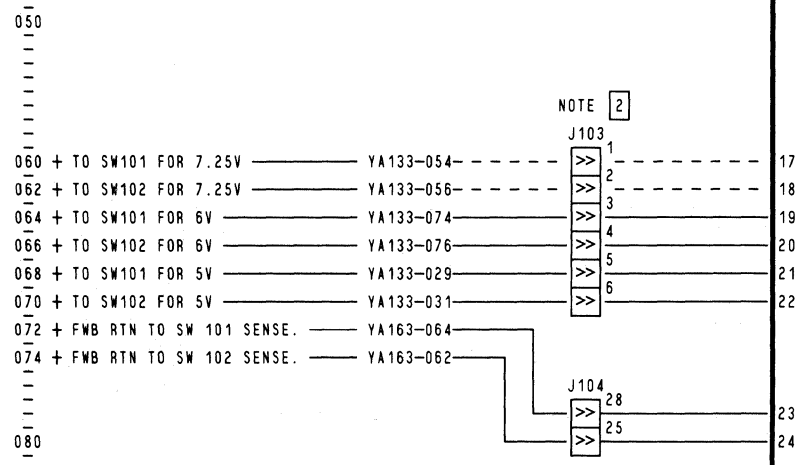 050
NOTE 2
J103
060 + TO SW101 FOR 7.25V YA133-054 >> 1 17
062 + TO SW102 FOR 7.25V YA133-056 >> 2 18
064 + TO SW101 FOR 6V YA133-074 >> 3 19
066 + TO SW102 FOR 6V YA133-076 >> 4 20
068 + TO SW101 FOR 5V YA133-029 >> 5 21
070 + TO SW102 FOR 5V YA133-031 >> 6 22
072 + FWB RTN TO SW 101 SENSE. YA163-064
074 + FWB RTN TO SW 102 SENSE. YA163-062
J104
>> 28 23
080 >> 25 24